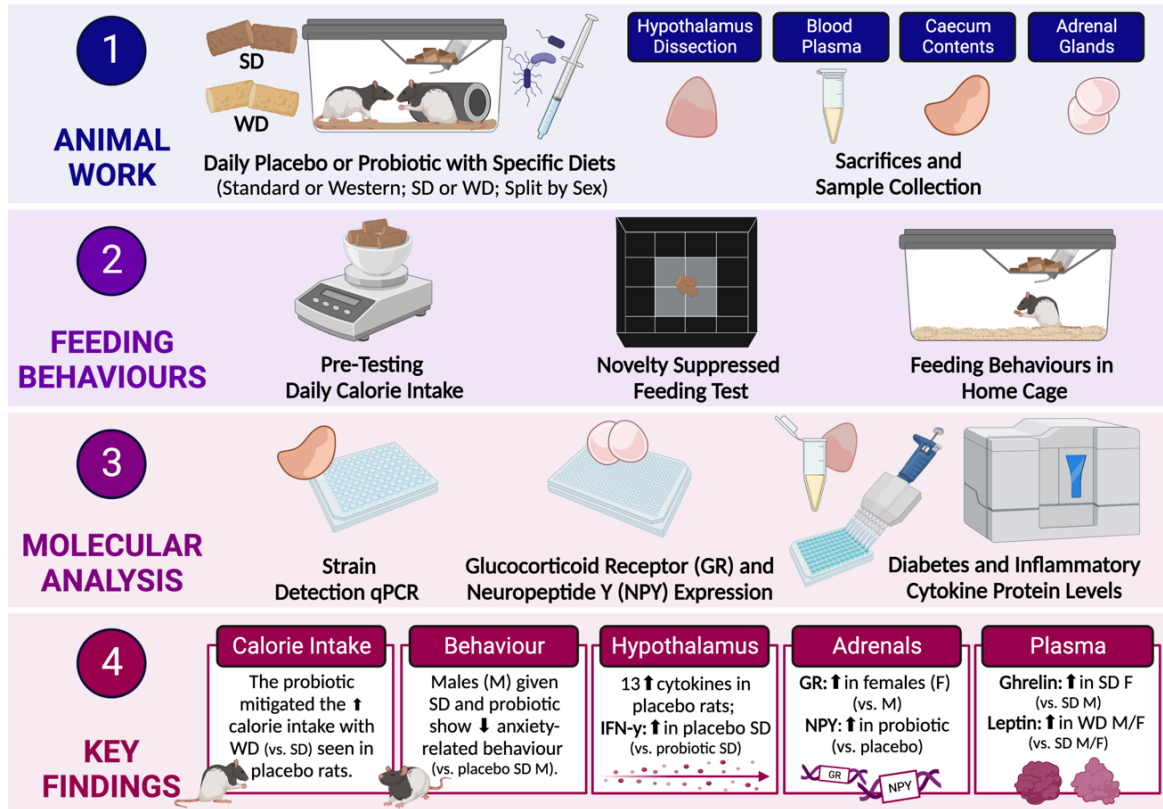 1
ANIMAL
WORK
SD
WD
Daily Placebo or Probiotic with Specific Diets
(Standard or Western; SD or WD; Split by Sex)
Hypothalamus
Dissection
Blood
Plasma
Caecum
Contents
Adrenal
Glands
Sacrifices and
Sample Collection
2
FEEDING
BEHAVIOURS
Pre-Testing
Daily Calorie Intake
Novelty Suppressed
Feeding Test
Feeding Behaviours in
Home Cage
3
MOLECULAR
ANALYSIS
Strain
Detection qPCR
Glucocorticoid Receptor (GR) and
Neuropeptide Y (NPY) Expression
Diabetes and Inflammatory
Cytokine Protein Levels
4
KEY
FINDINGS
Calorie Intake
The probiotic
mitigated the ⬆
calorie intake with
WD (vs. SD) seen in
placebo rats.
Behaviour
Males (M) given
SD and probiotic
show ⬇ anxiety-
related behaviour
(vs. placebo SD M).
Hypothalamus
13⬆cytokines in
placebo rats;
IFN-y:⬆in placebo SD
(vs. probiotic SD)
Adrenals
GR:⬆in females (F)
(vs. M)
NPY:⬆in probiotic
(vs. placebo)
GR
NPY
Plasma
Ghrelin:⬆in SD F
(vs. SD M)
Leptin:⬆in WD M/F
(vs. SD M/F)